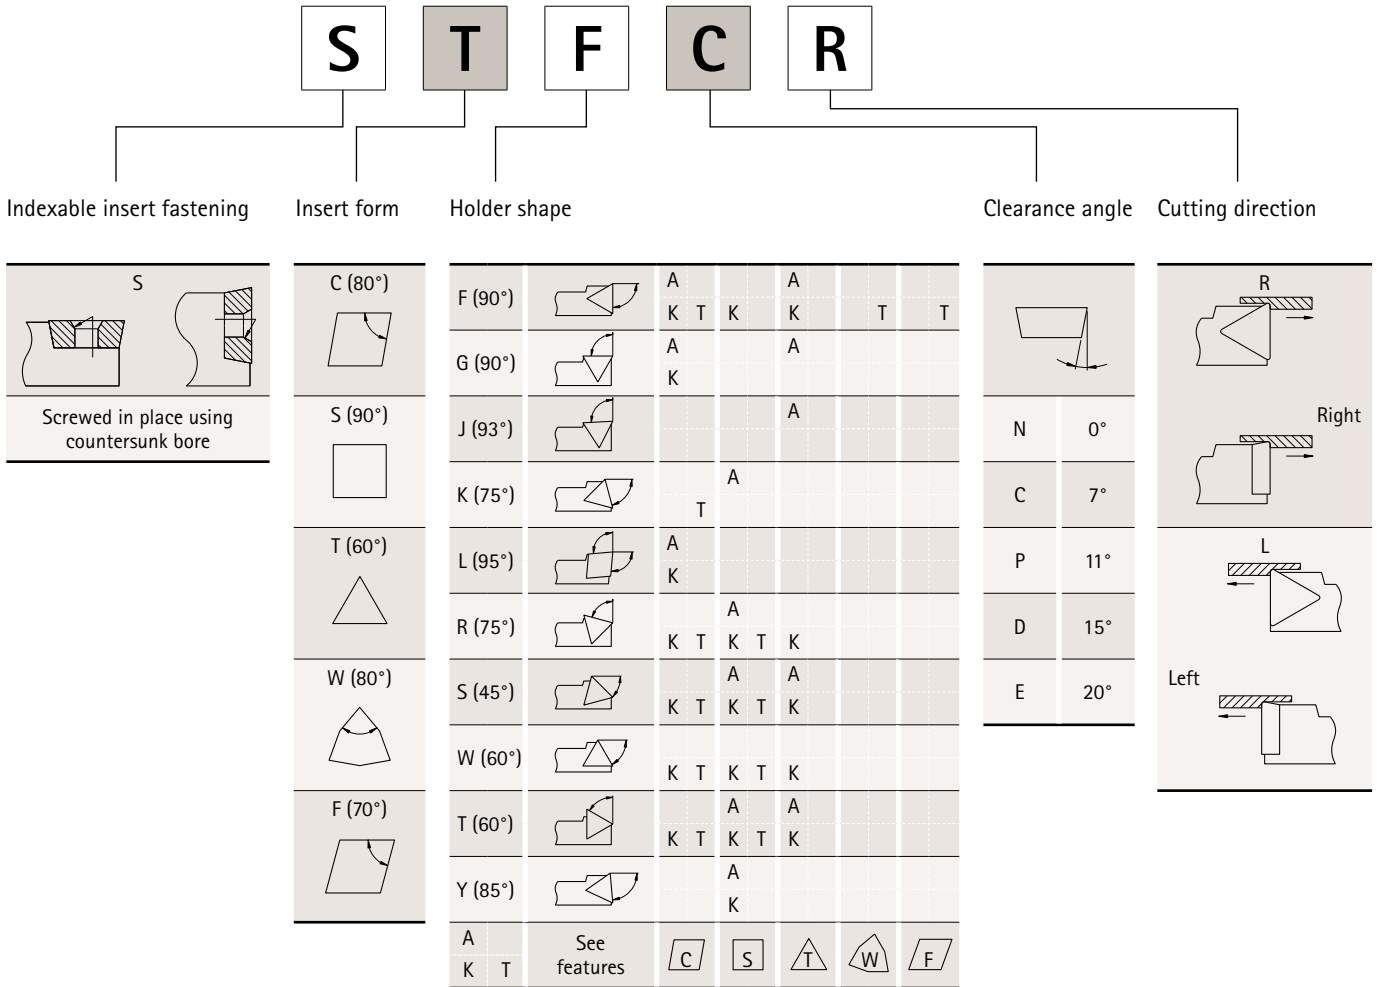 S T F C R
Indexable insert fastening Insert form Holder shape Clearance angle Cutting direction
S
Screwed in place using
countersunk bore
C (80°)
S (90°)
T (60°)
W (80°)
F (70°)
A A
F (90°)
K T K K T T
A A
G (90°)
K
A
J (93°)
A
K (75°)
T
A
L (95°)
K
A
R (75°)
K T K T K
A A
S (45°)
K T K T K
W (60°)
K T K T K
A A
T (60°)
K T K T K
A
Y (85°)
K
A
K T
See
features
C S T W F
N 0°
C 7°
P 11°
D 15°
E 20°
R
Right
L
Left